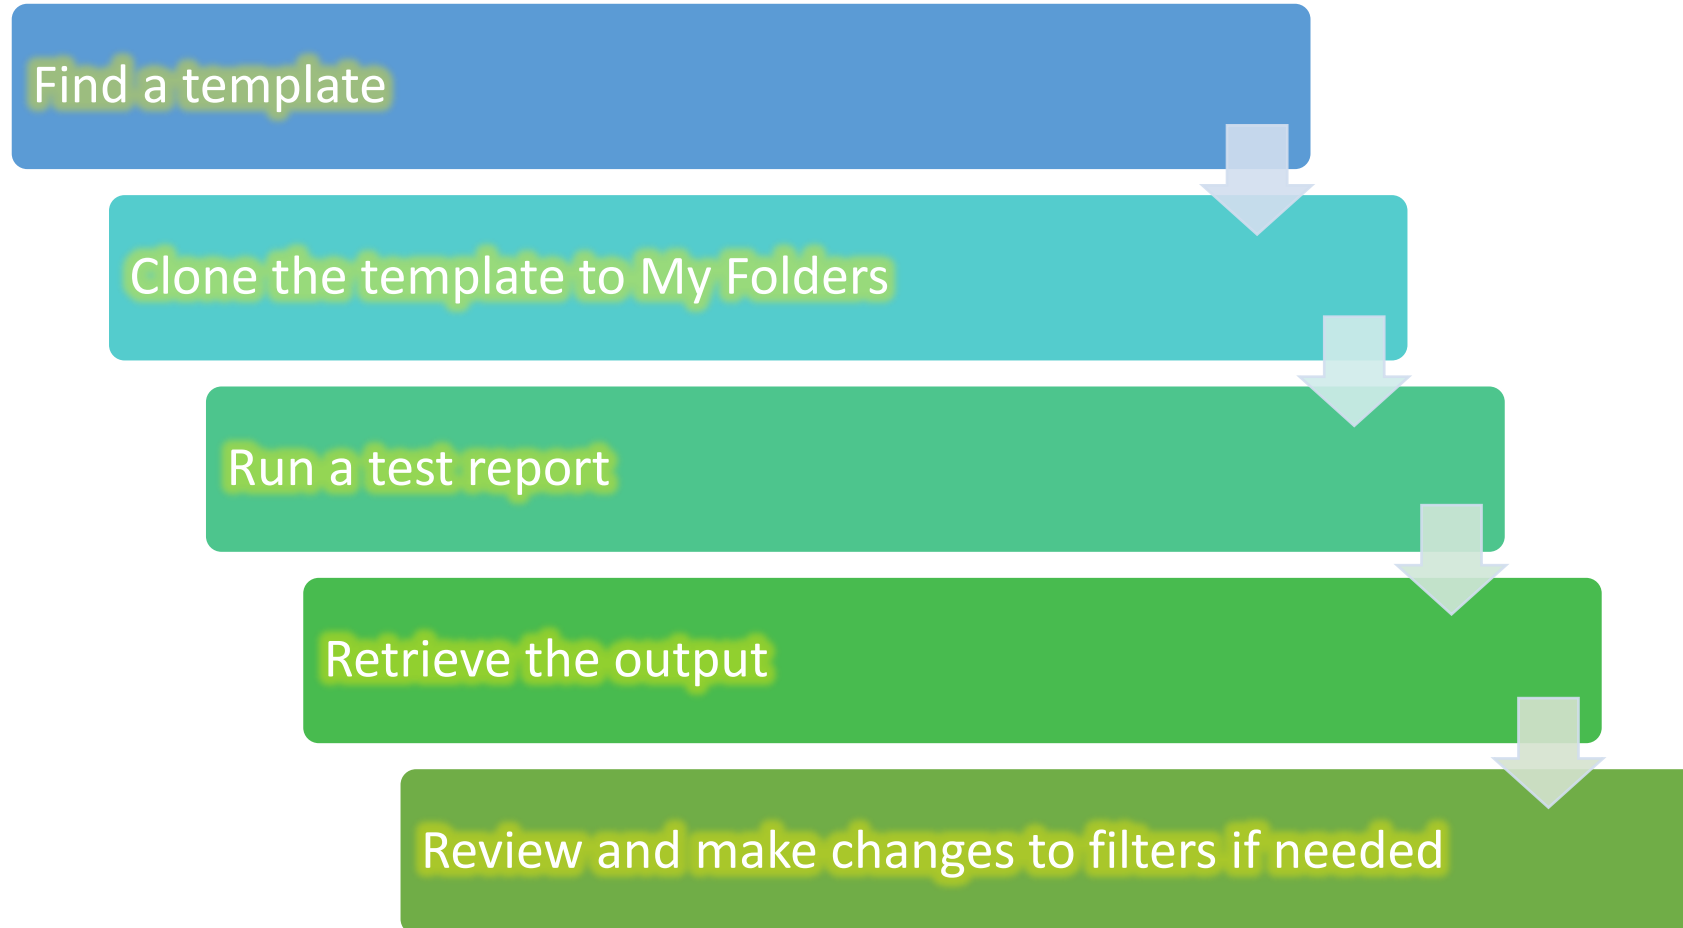 Find a template
Clone the template to My Folders
Run a test report
Retrieve the output
Review and make changes to filters if needed